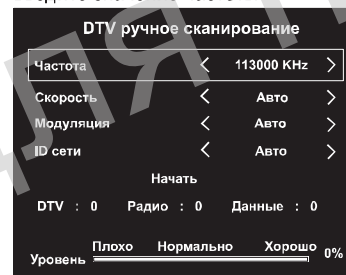 DTV ручное сканирование
Частота < 113000 KHz >
Скорость < Авто >
Модуляция < Авто >
ID сети < Авто >
Начать
DTV : 0 Радио : 0 Данные : 0
Плохо Нормально Хорошо
Уровень 0%